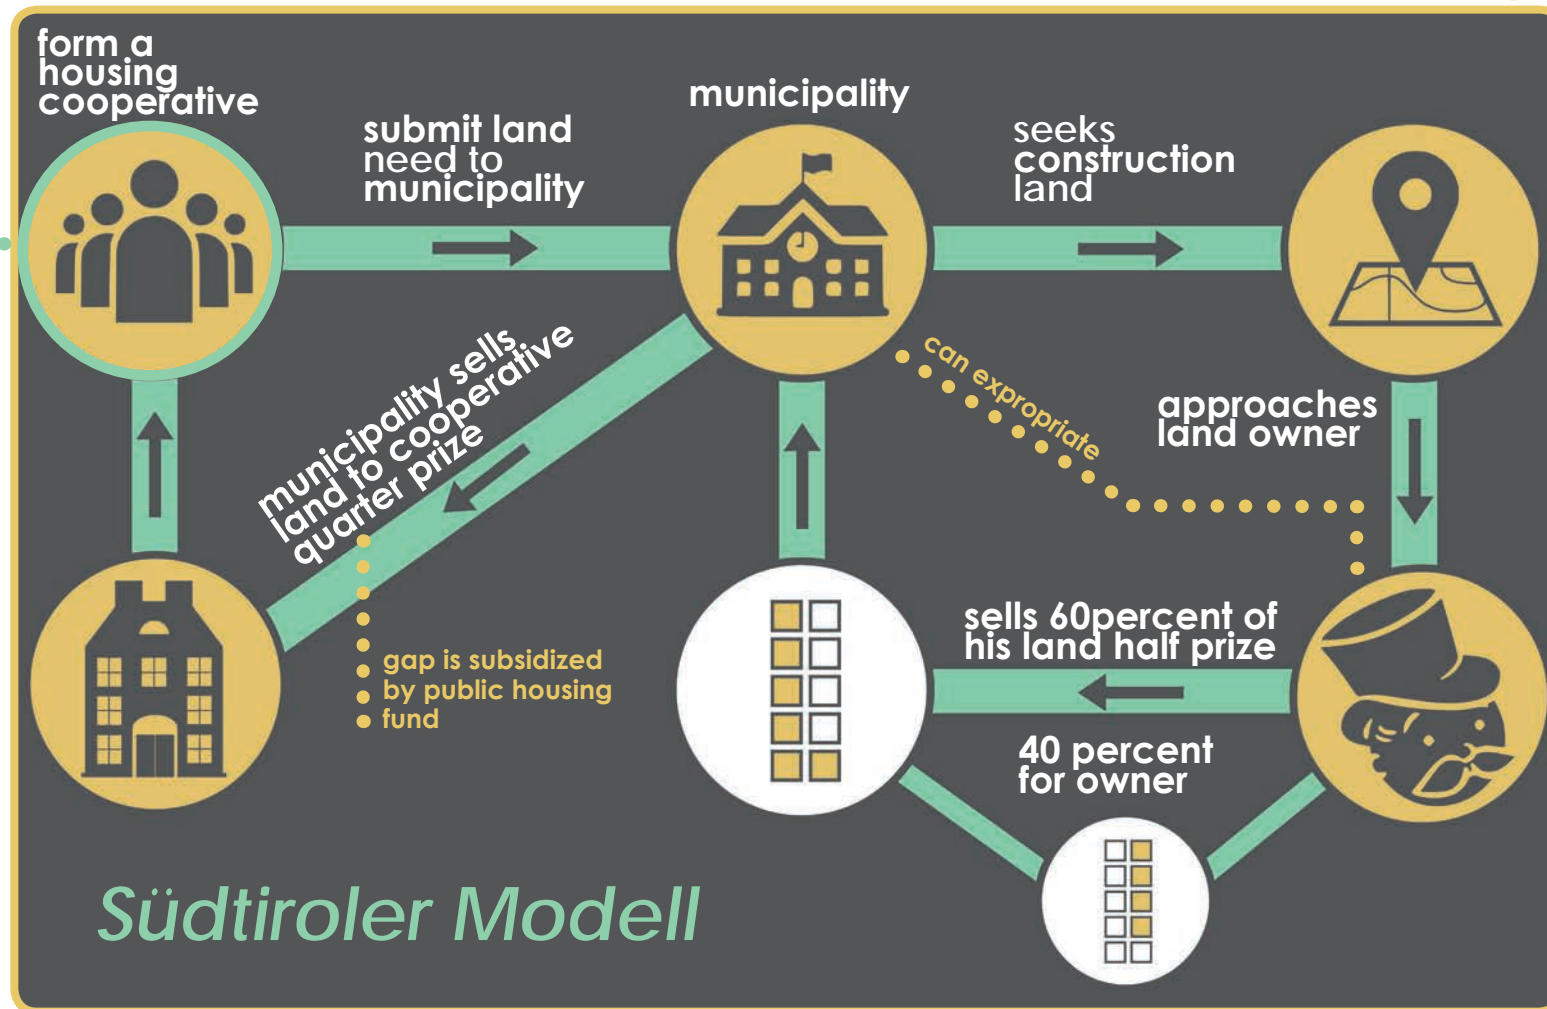 form a
housing
cooperative
submit land
need to
municipality
municipality
seeks
construction
land
can expropriate
approaches
land owner
municipality sells
land to cooperative
quarter prize
gap is subsidized
by public housing
fund
sells 60percent of
his land half prize
40 percent
for owner
Südtiroler Modell